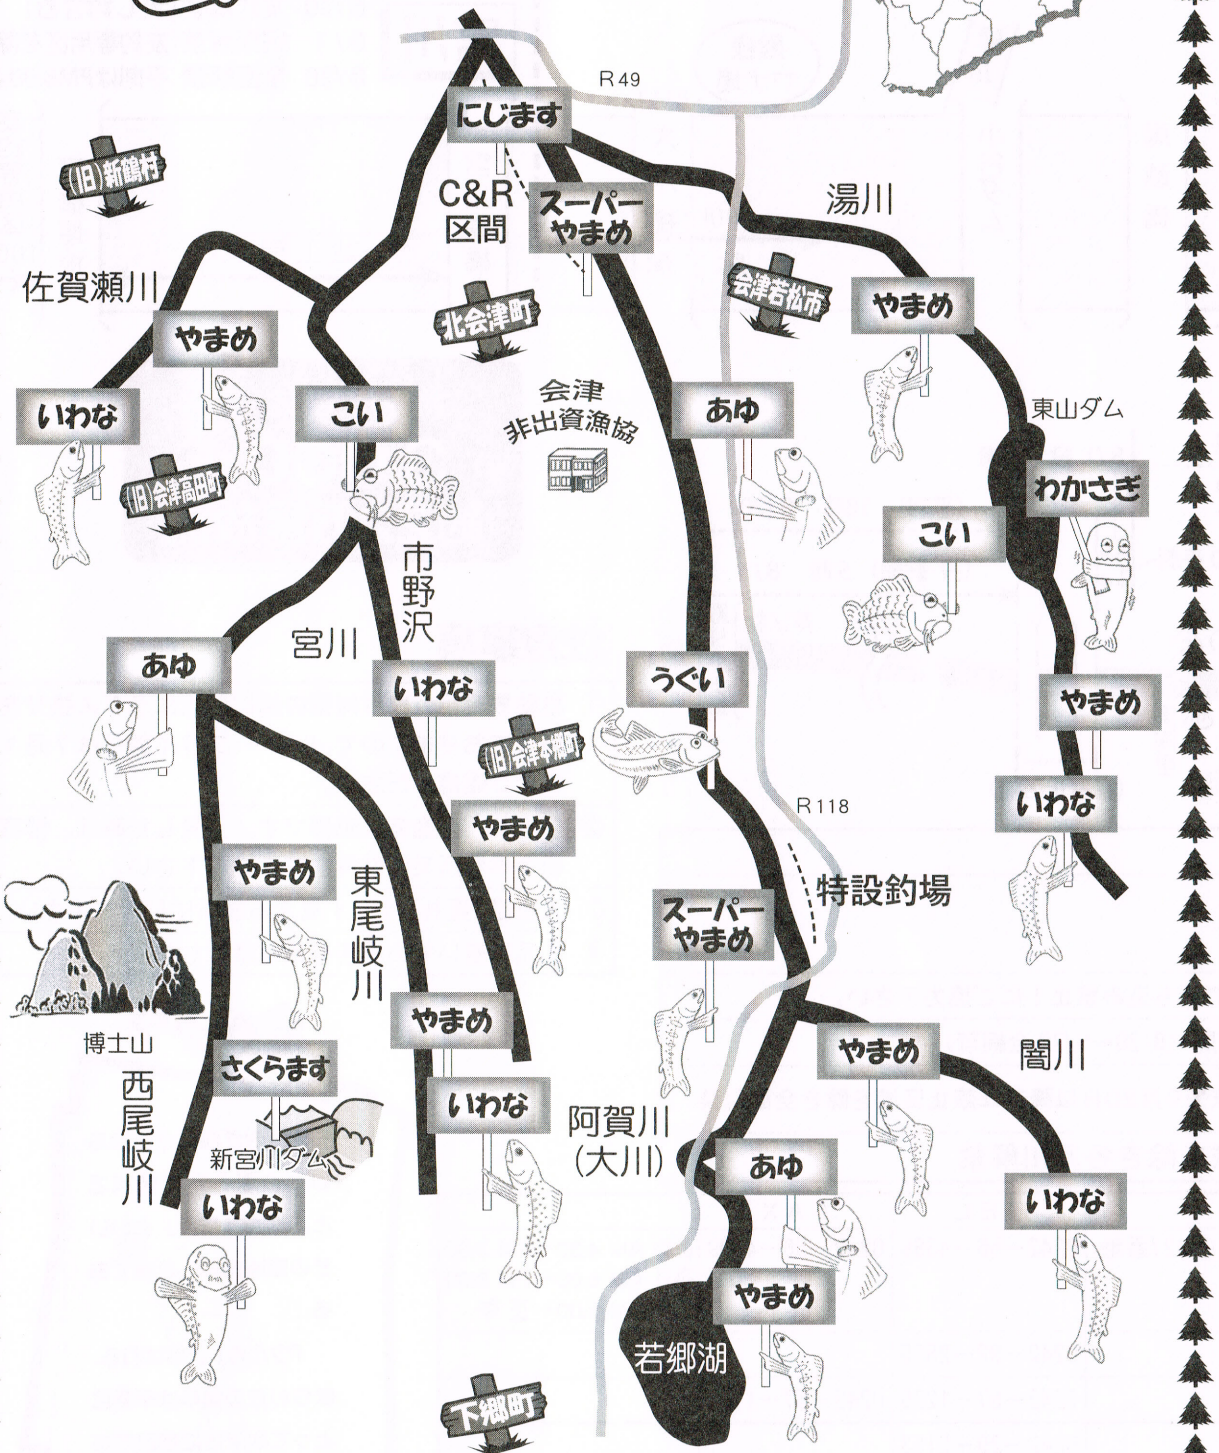 R49
にじます
(旧)新鶴村
C&R
区間
スーパー
やまめ
湯川
佐賀瀬川
北会津町
会津若松市
やまめ
やまめ
いわな
こい
会津
非出資漁協
あゆ
東山ダム
わかさぎ
(旧)会津高田町
こい
市野沢
宮川
あゆ
いわな
うぐい
やまめ
(旧)会津本郷町
いわな
R118
やまめ
やまめ
東尾岐川
特設釣場
スーパー
やまめ
博士山
やまめ
やまめ
闇川
さくらます
西尾岐川
新宮川ダム
いわな
阿賀川
(大川)
あゆ
いわな
いわな
やまめ
若郷湖
下郷町